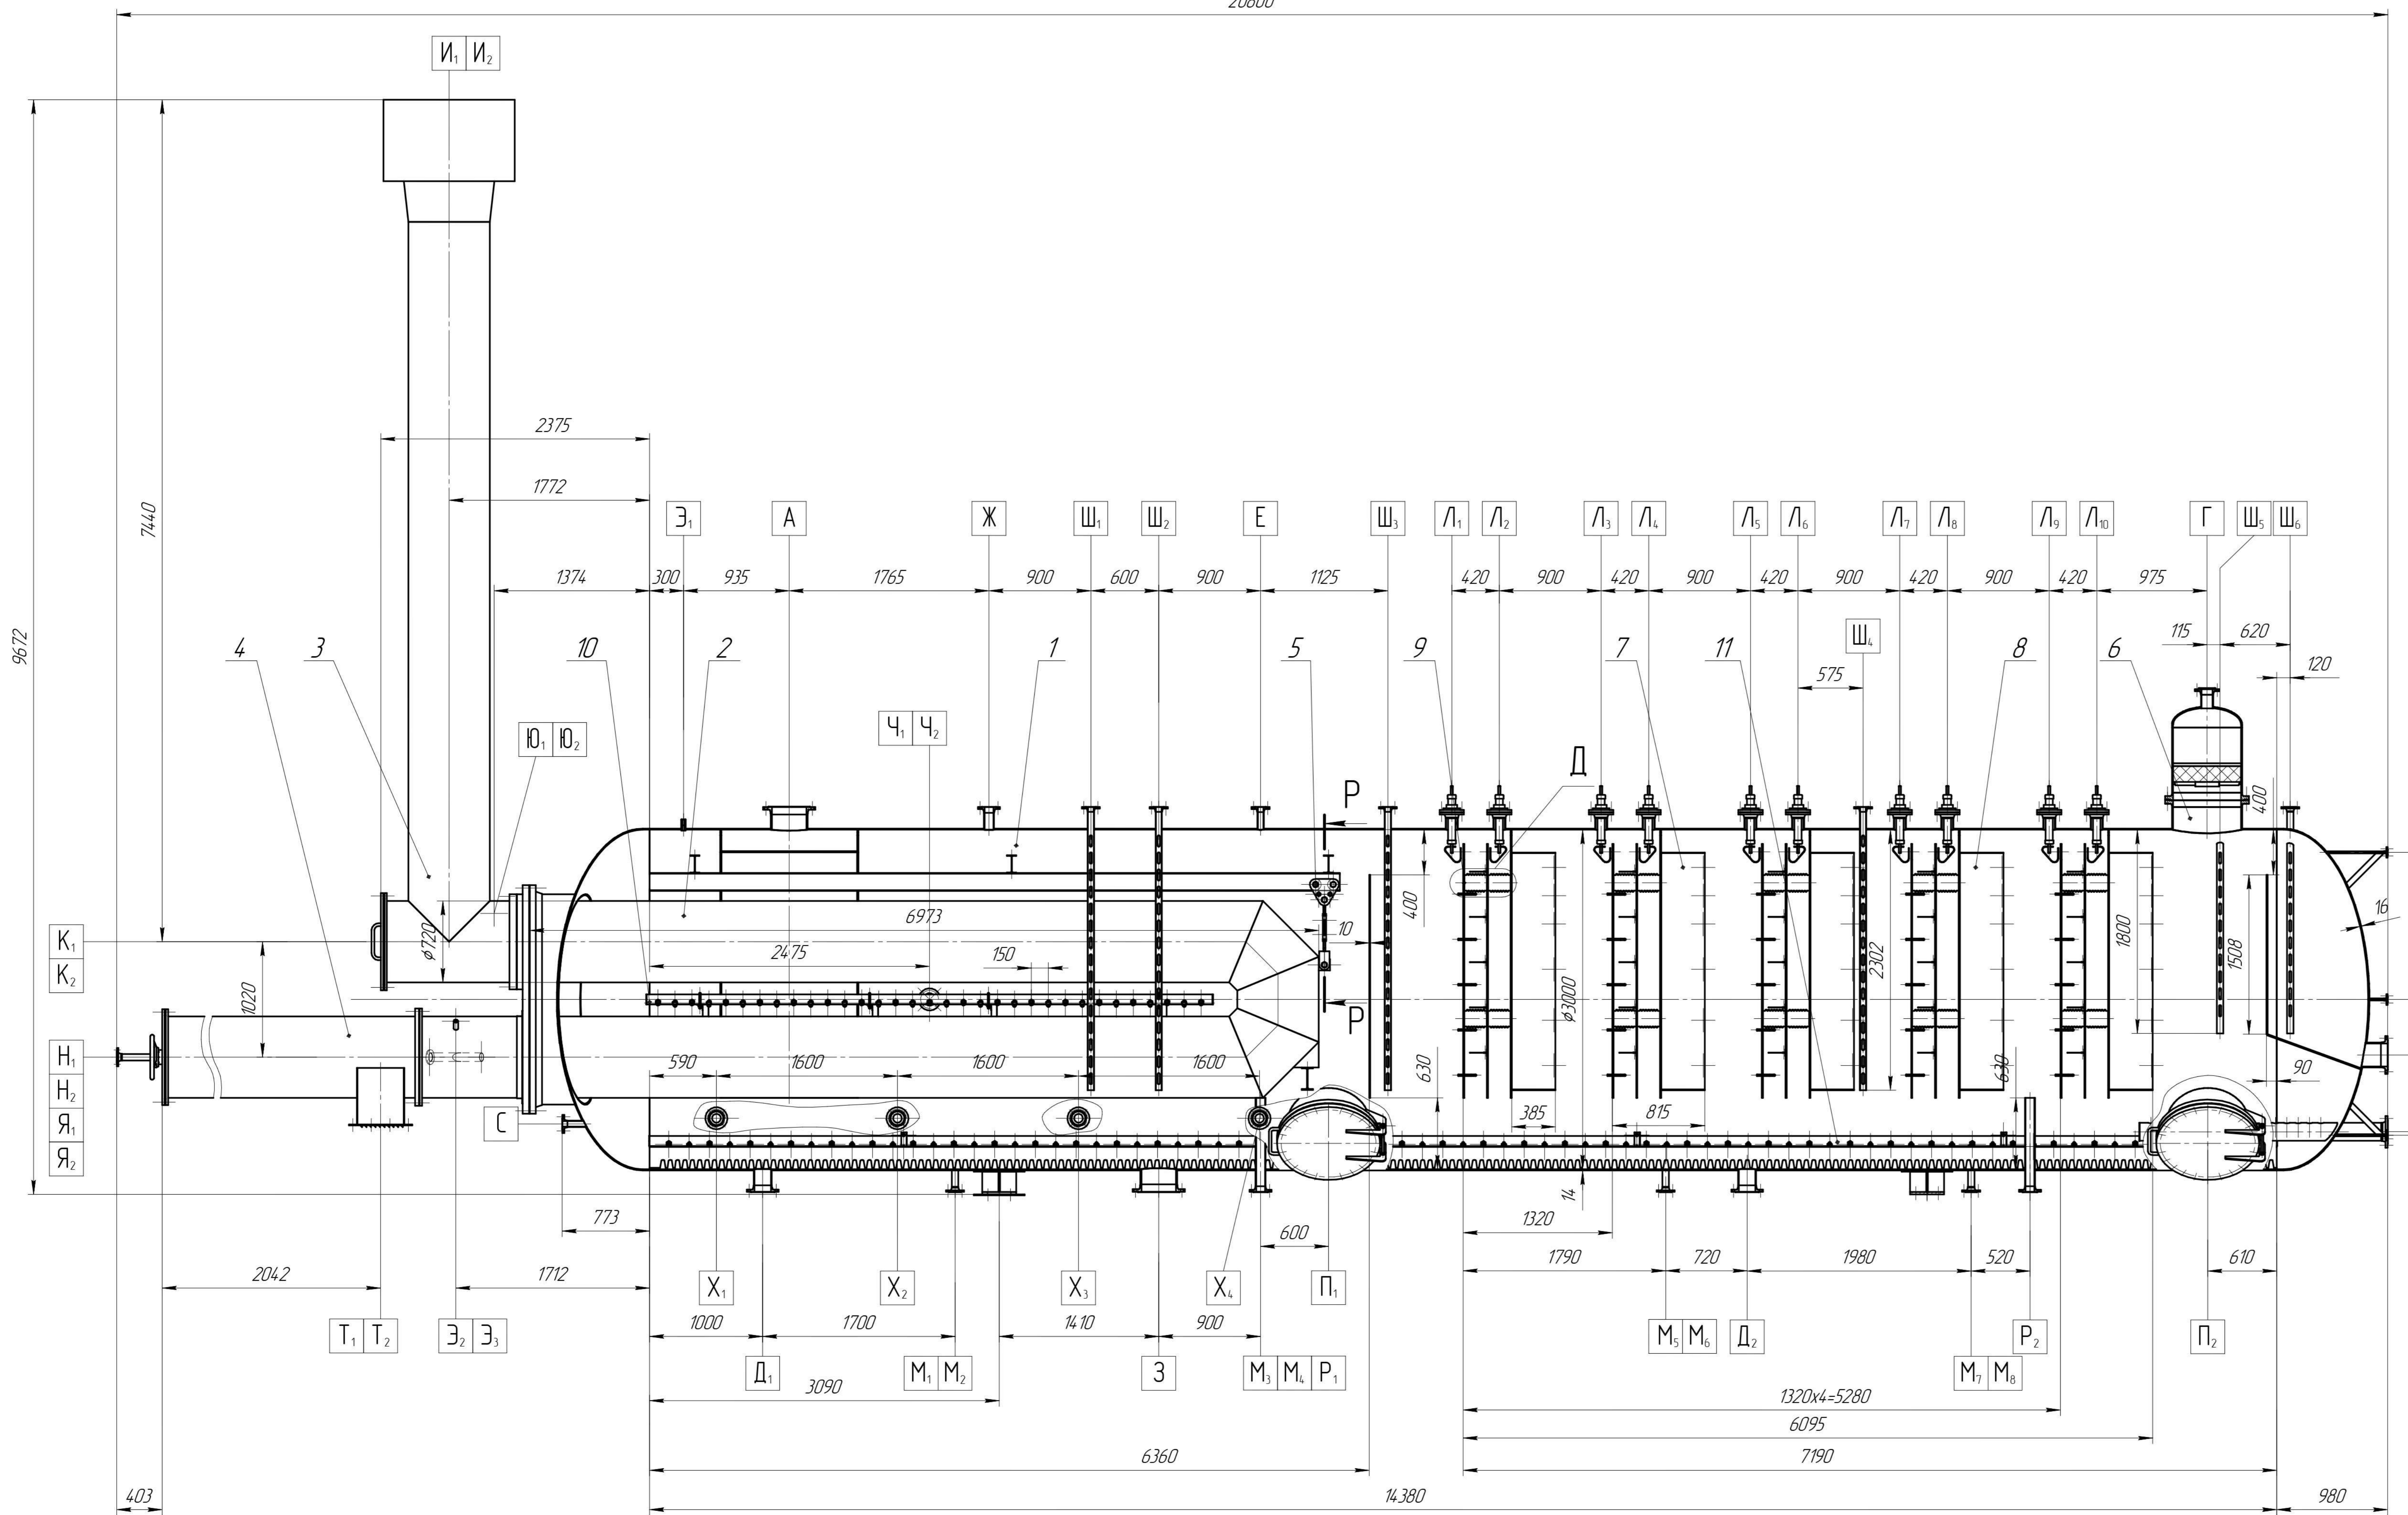 20800
И₁ И₂
2375
1772
7440
9672
Э₁ А Ж Ш₁ Ш₂ Е Ш₃ Л₁ Л₂ Л₃ Л₄ Л₅ Л₆ Л₇ Л₈ Л₉ Л₁₀ Г Ш₅ Ш₆
1374 300 935 1765 900 600 900 1125 420 900 420 900 420 900 420 900 420 975
4 3 10 2 1 5 9 7 11 Ш₄ 8 6 115 620
575 120
Ю₁ Ю₂ Ч₁ Ч₂
Д
Р 400
6973 10 400 16
К₁ ⌀720 2475 150 1800 1508
К₂ 2302
1020 ⌀3000
Р
Н₁ 590 1600 1600 1600 630 630 90
Н₂
Я₁ С 385 815
Я₂
14
773 1320
600
2042 1712 1790 720 1980 520 610
Х₁ Х₂ Х₃ Х₄ П₁
1000 1700 1410 900
Т₁ Т₂ Э₂ Э₃ М₅ М₆ Д₂ Р₂ П₂
Д₁ М₁ М₂ З М₃ М₄ Р₁ М₇ М₈
3090 1320х4=5280
6095
6360 7190
403 14380 980